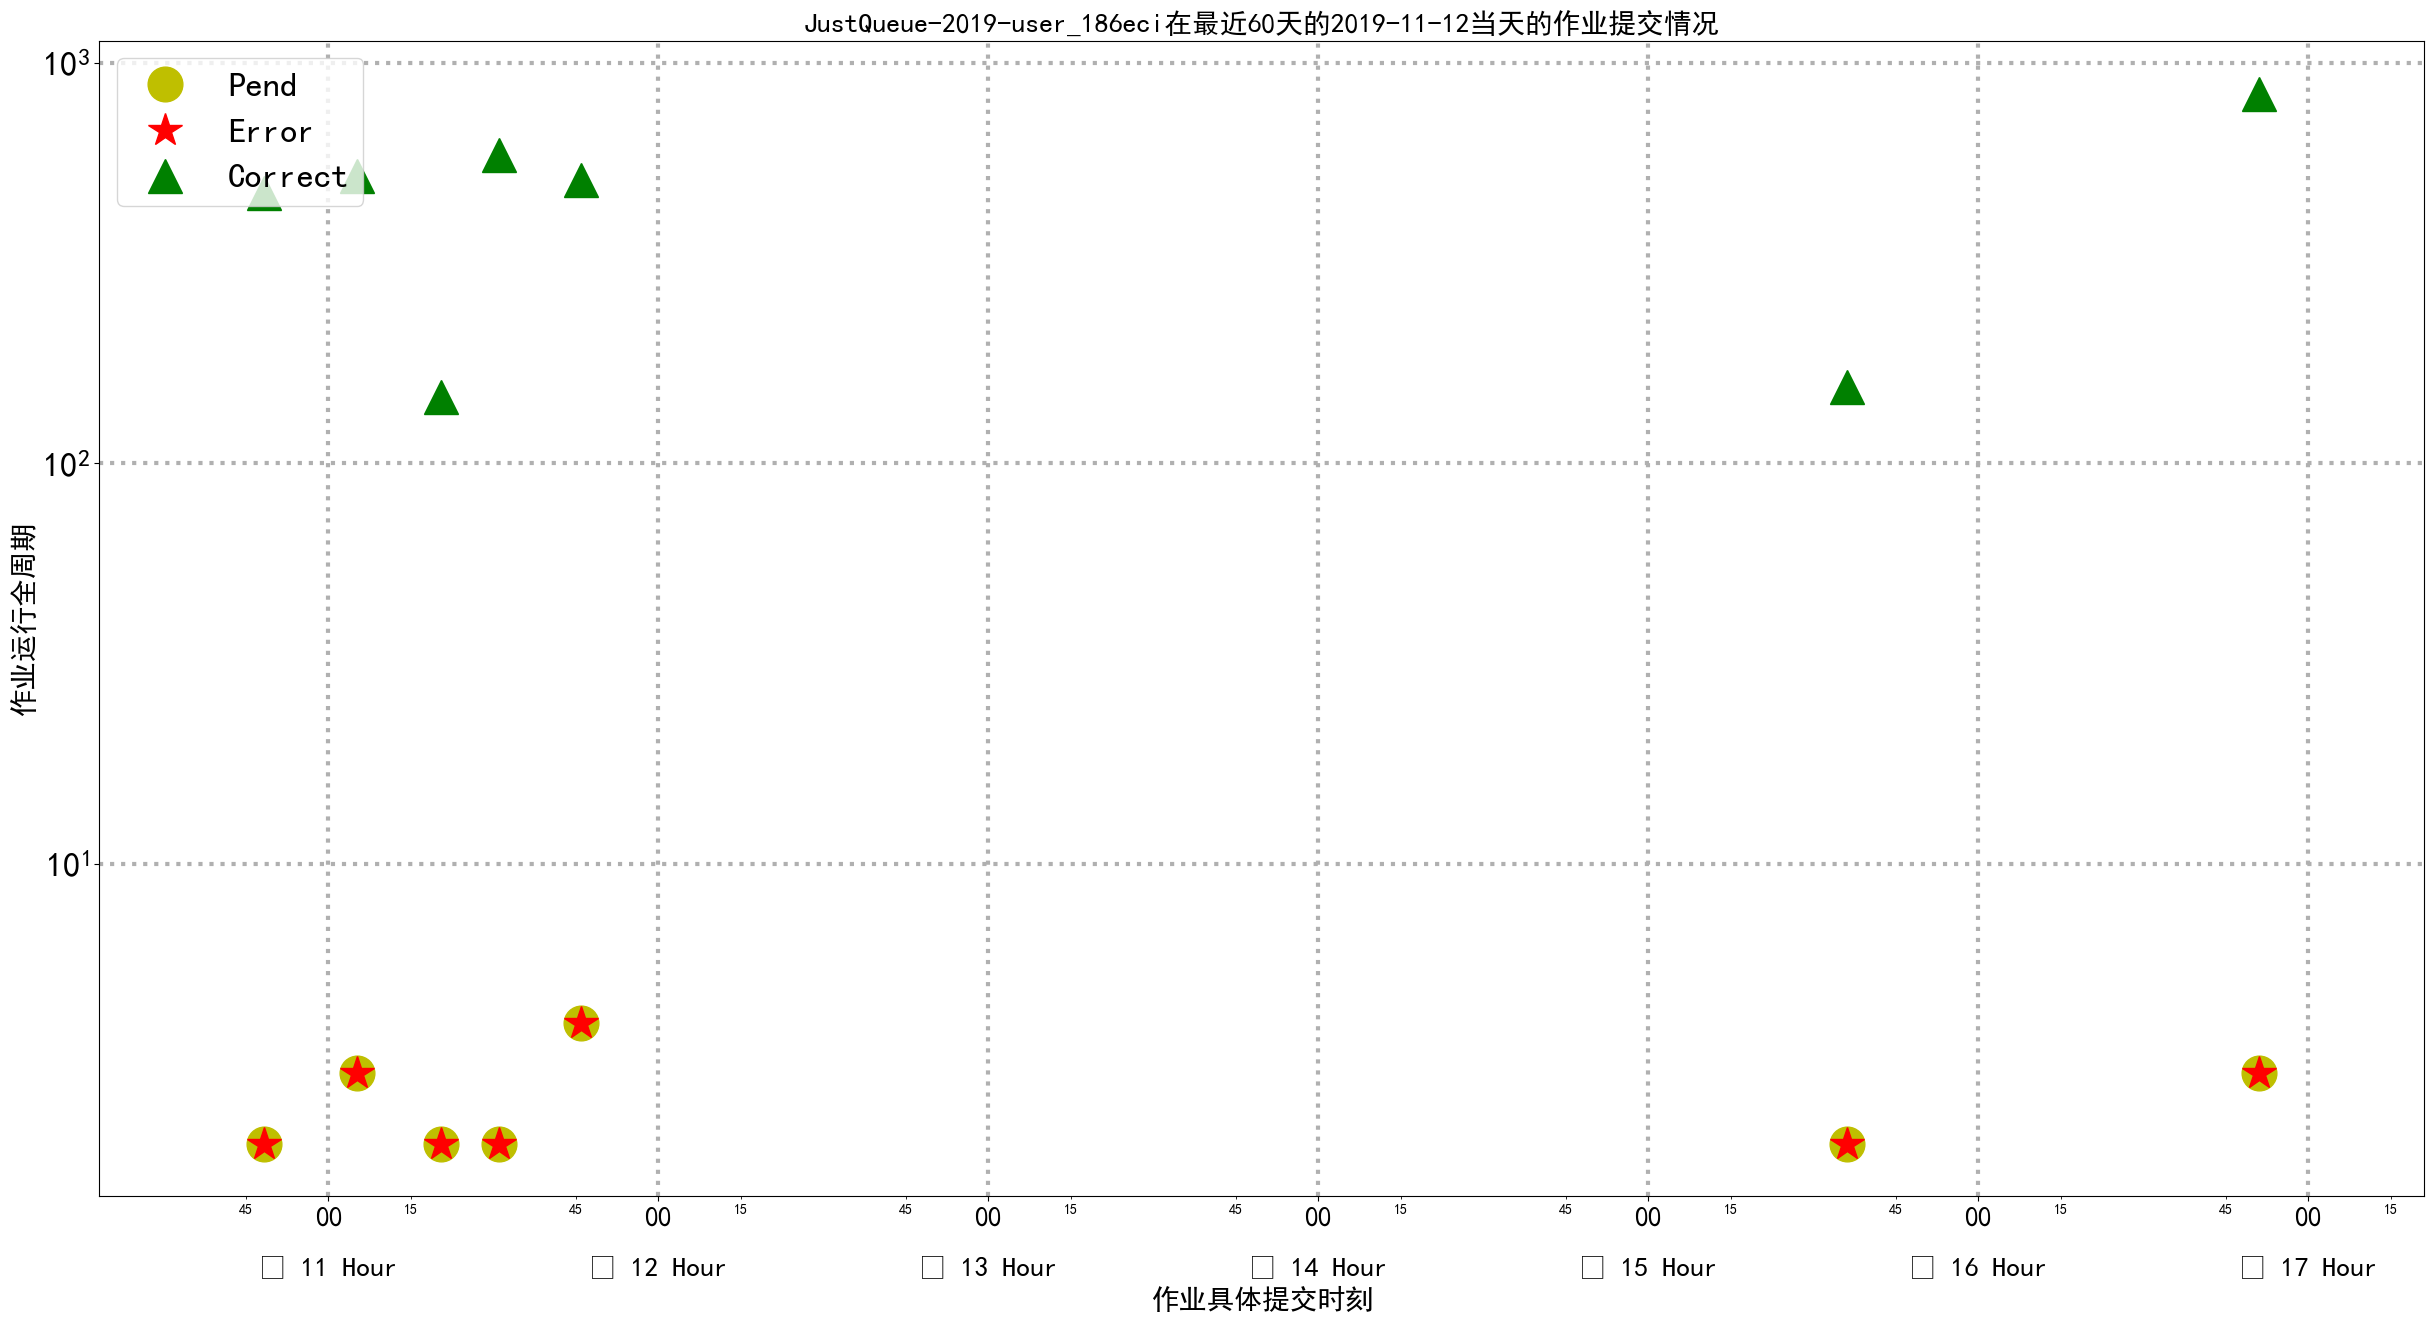 JustQueue-2019-user_186eci在最近60天的2019-11-12当天的作业提交情况
Pend
Error
Correct
10³
10²
10¹
作业运行全周期
45 00 15 45 00 15 45 00 15 45 00 15 45 00 15 45 00 15 45 00 15
□ 11 Hour □ 12 Hour □ 13 Hour □ 14 Hour □ 15 Hour □ 16 Hour □ 17 Hour
作业具体提交时刻